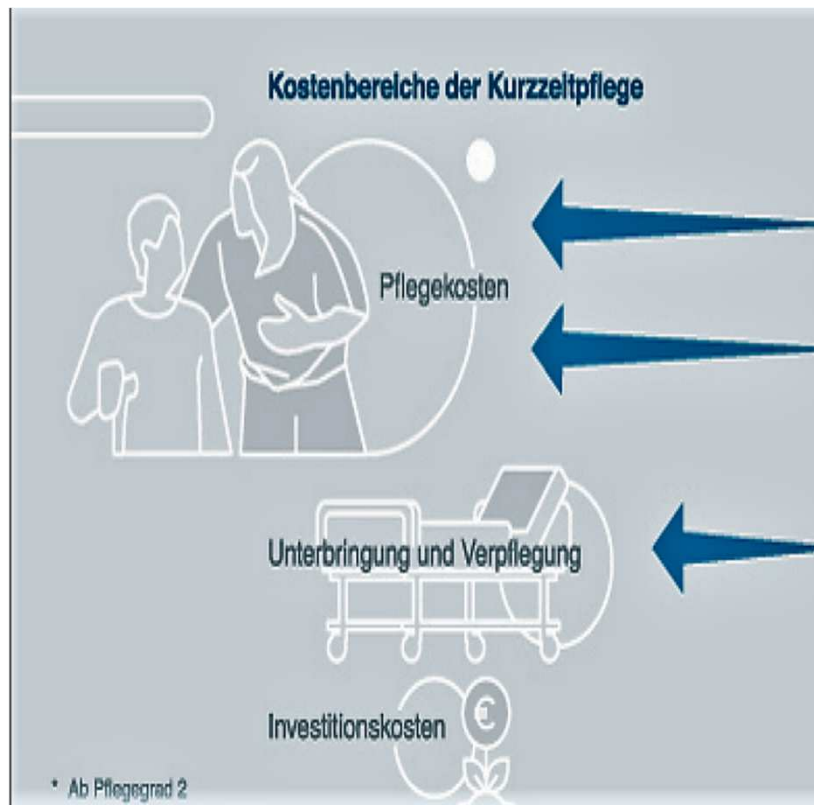 Kostenbereiche der Kurzzeitpflege
Pflegekosten
Unterbringung und Verpflegung
Investitionskosten
€
* Ab Pflegegrad 2